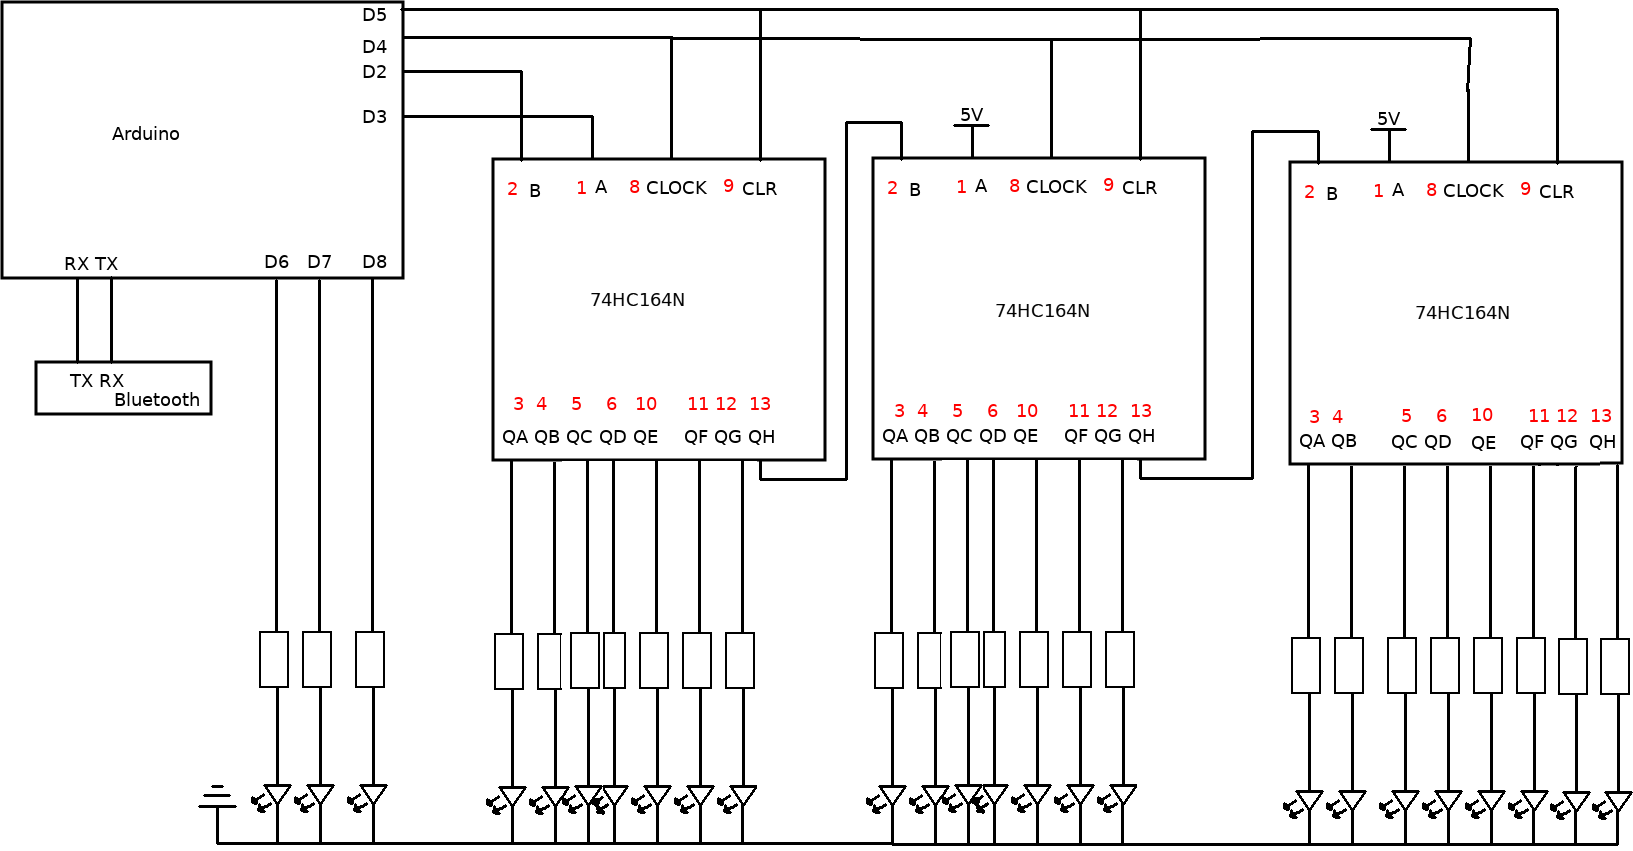 D5
D4
D2
D3
Arduino
RX TX
D6 D7 D8
TX RX
Bluetooth
2 B 1 A 8 CLOCK 9 CLR
74HC164N
3 4 5 6 10 11 12 13
QA QB QC QD QE QF QG QH
5V
2 B 1 A 8 CLOCK 9 CLR
74HC164N
3 4 5 6 10 11 12 13
QA QB QC QD QE QF QG QH
5V
2 B 1 A 8 CLOCK 9 CLR
74HC164N
3 4 5 6 10 11 12 13
QA QB QC QD QE QF QG QH